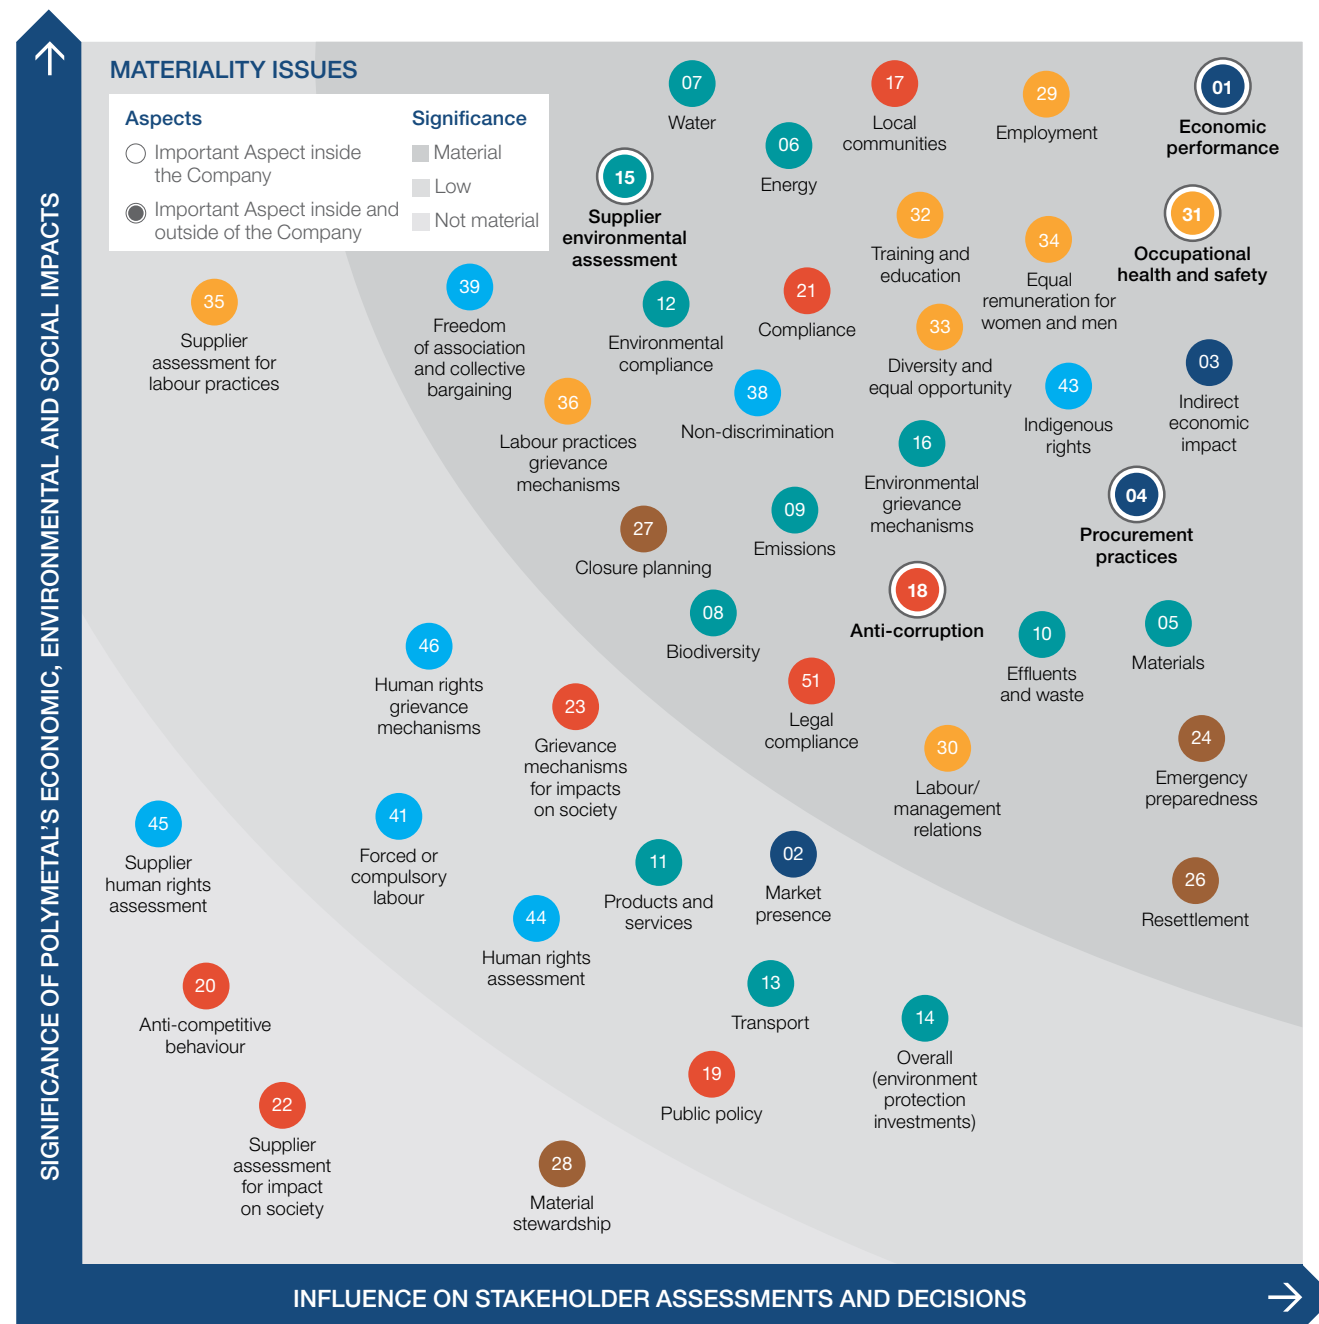 MATERIALITY ISSUES
Aspects
Important Aspect inside
the Company
Important Aspect inside and
outside of the Company
Significance
Material
Low
Not material
07
Water
17
Local
communities
29
Employment
01
Economic
performance
06
Energy
15
Supplier
environmental
assessment
32
Training and
education
34
Equal
remuneration for
women and men
31
Occupational
health and safety
35
Supplier
assessment for
labour practices
39
Freedom
of association
and collective
bargaining
12
Environmental
compliance
21
Compliance
33
Diversity and
equal opportunity
43
Indigenous
rights
03
Indirect
economic
impact
36
Labour practices
grievance
mechanisms
38
Non-discrimination
16
Environmental
grievance
mechanisms
04
Procurement
practices
27
Closure planning
09
Emissions
18
Anti-corruption
08
Biodiversity
10
Effluents
and waste
05
Materials
46
Human rights
grievance
mechanisms
23
Grievance
mechanisms
for impacts
on society
51
Legal
compliance
30
Labour/
management
relations
24
Emergency
preparedness
45
Supplier
human rights
assessment
41
Forced or
compulsory
labour
11
Products and
services
02
Market
presence
26
Resettlement
44
Human rights
assessment
20
Anti-competitive
behaviour
13
Transport
14
Overall
(environment
protection
investments)
19
Public policy
22
Supplier
assessment
for impact
on society
28
Material
stewardship
SIGNIFICANCE OF POLYMETAL'S ECONOMIC, ENVIRONMENTAL AND SOCIAL IMPACTS
INFLUENCE ON STAKEHOLDER ASSESSMENTS AND DECISIONS